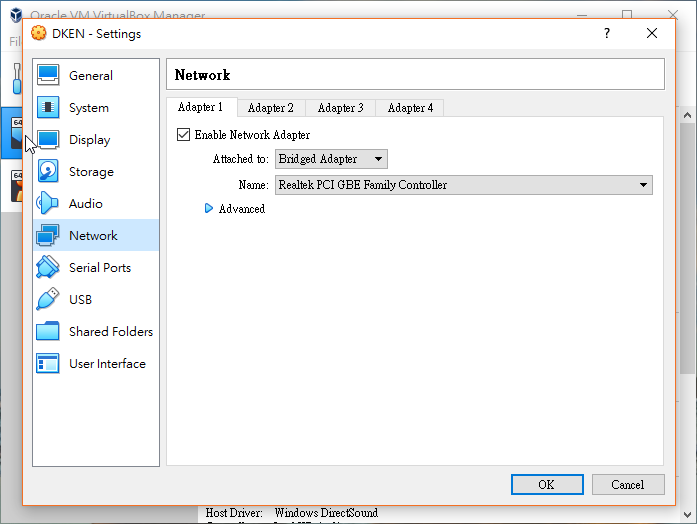 Oracle VM VirtualBox Manager
DKEN - Settings
?
Fil
64
64
General
System
Display
Storage
Audio
Network
Serial Ports
USB
Shared Folders
User Interface
Network
Adapter 1 Adapter 2 Adapter 3 Adapter 4
Enable Network Adapter
Attached to: Bridged Adapter
Name: Realtek PCI GBE Family Controller
Advanced
OK Cancel
Host Driver: Windows DirectSound